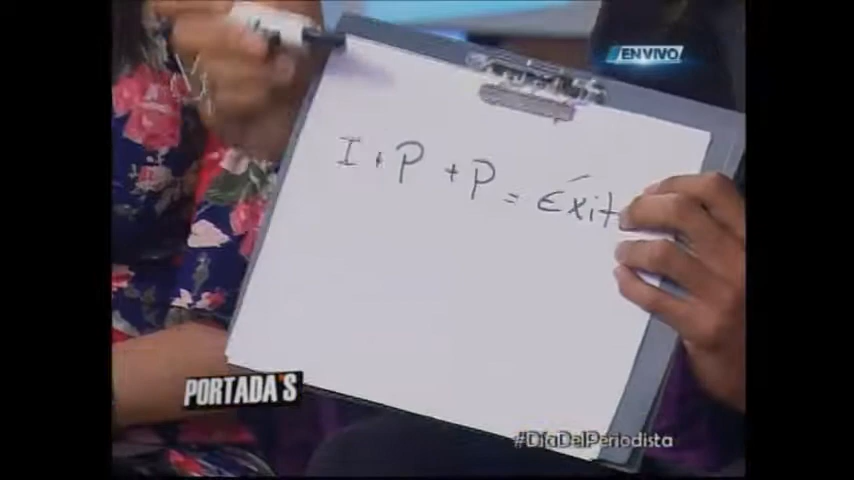 EN VIVO
I + P + P = Éxit
PORTADA'S
#DíaDelPeriodista